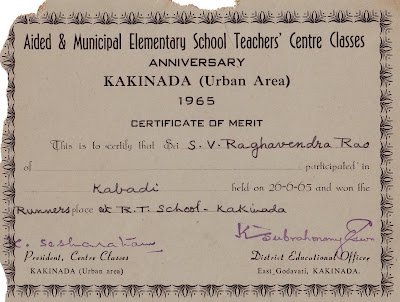 Aided & Municipal Elementary School Teachers' Centre Classes
ANNIVERSARY
KAKINADA (Urban Area)
1965
CERTIFICATE OF MERIT
This is to certify that Sri S. V. Raghavendra Rao
of participated in
Kabadi held on 26-6-65 and won the
Runners place at R.T. School - Kakinada
President, Centre Classes
KAKINADA (Urban area)
District Educational Officer
East Godavari, KAKINADA.